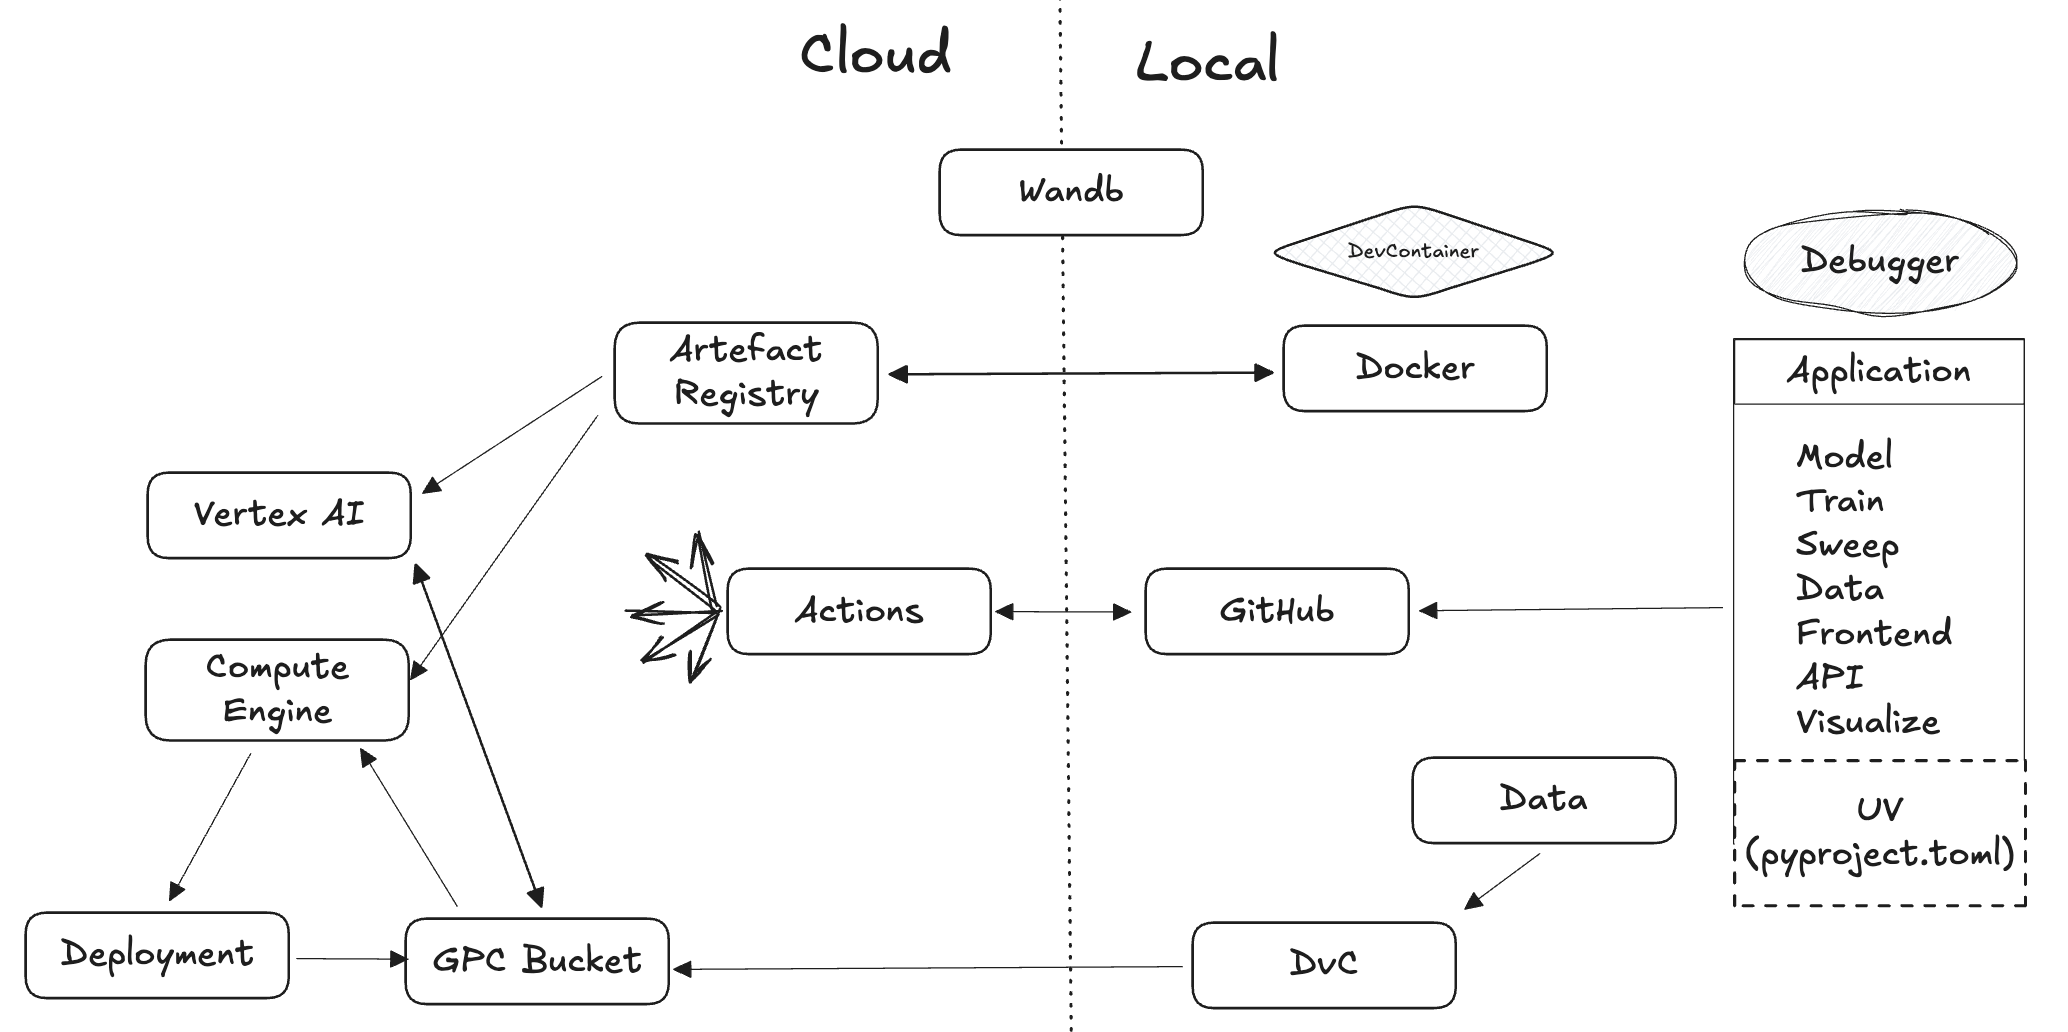 Cloud
Local
Wandb
DevContainer
Debugger
Artefact
Registry
Docker
Application
Model
Train
Sweep
Data
Frontend
API
Visualize
Vertex AI
Actions
GitHub
Compute
Engine
Data
UV
(pyproject.toml)
Deployment
GPC Bucket
DvC